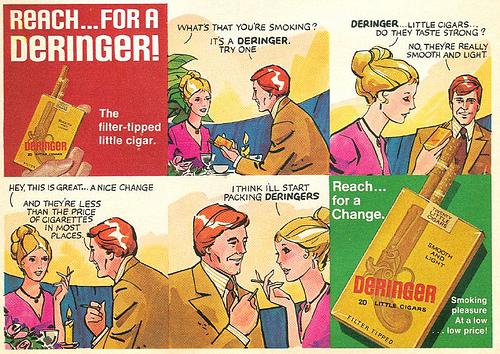 REACH...FOR A
DERINGER!
The
filter-tipped
little cigar.
DERINGER
20 LITTLE CIGARS
WHAT'S THAT YOU'RE SMOKING?
IT'S A DERINGER.
TRY ONE
DERINGER...LITTLE CIGARS...
DO THEY TASTE STRONG?
NO, THEY'RE REALLY
SMOOTH AND LIGHT
HEY, THIS IS GREAT...A NICE CHANGE
AND THEY'RE LESS
THAN THE PRICE
OF CIGARETTES
IN MOST
PLACES.
I THINK I'LL START
PACKING DERINGERS
Reach...
for a
Change.
SMOOTH
AND
LIGHT
DERINGER
20 LITTLE CIGARS
FILTER TIPPED
Smoking
pleasure
At a low
...low price!